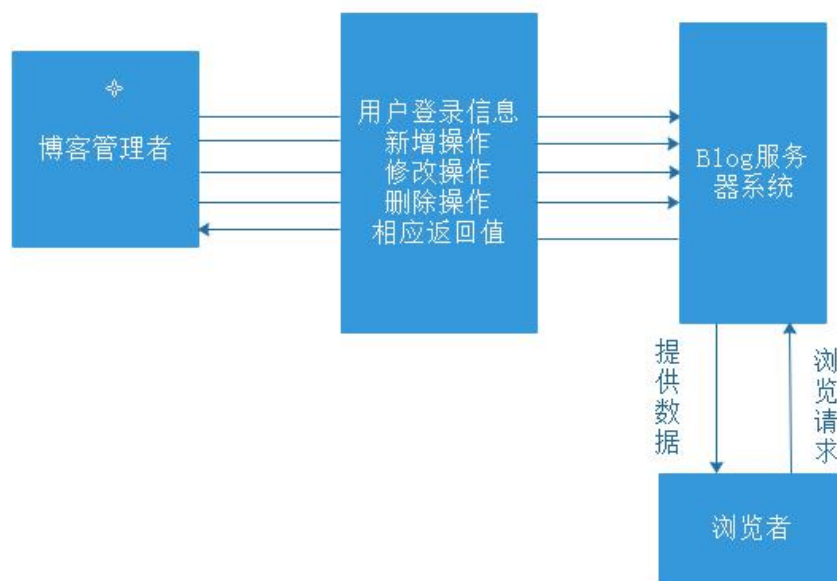 博客管理者
用户登录信息
新增操作
修改操作
删除操作
相应返回值
Blog服务
器系统
提供数据
浏览请求
浏览者